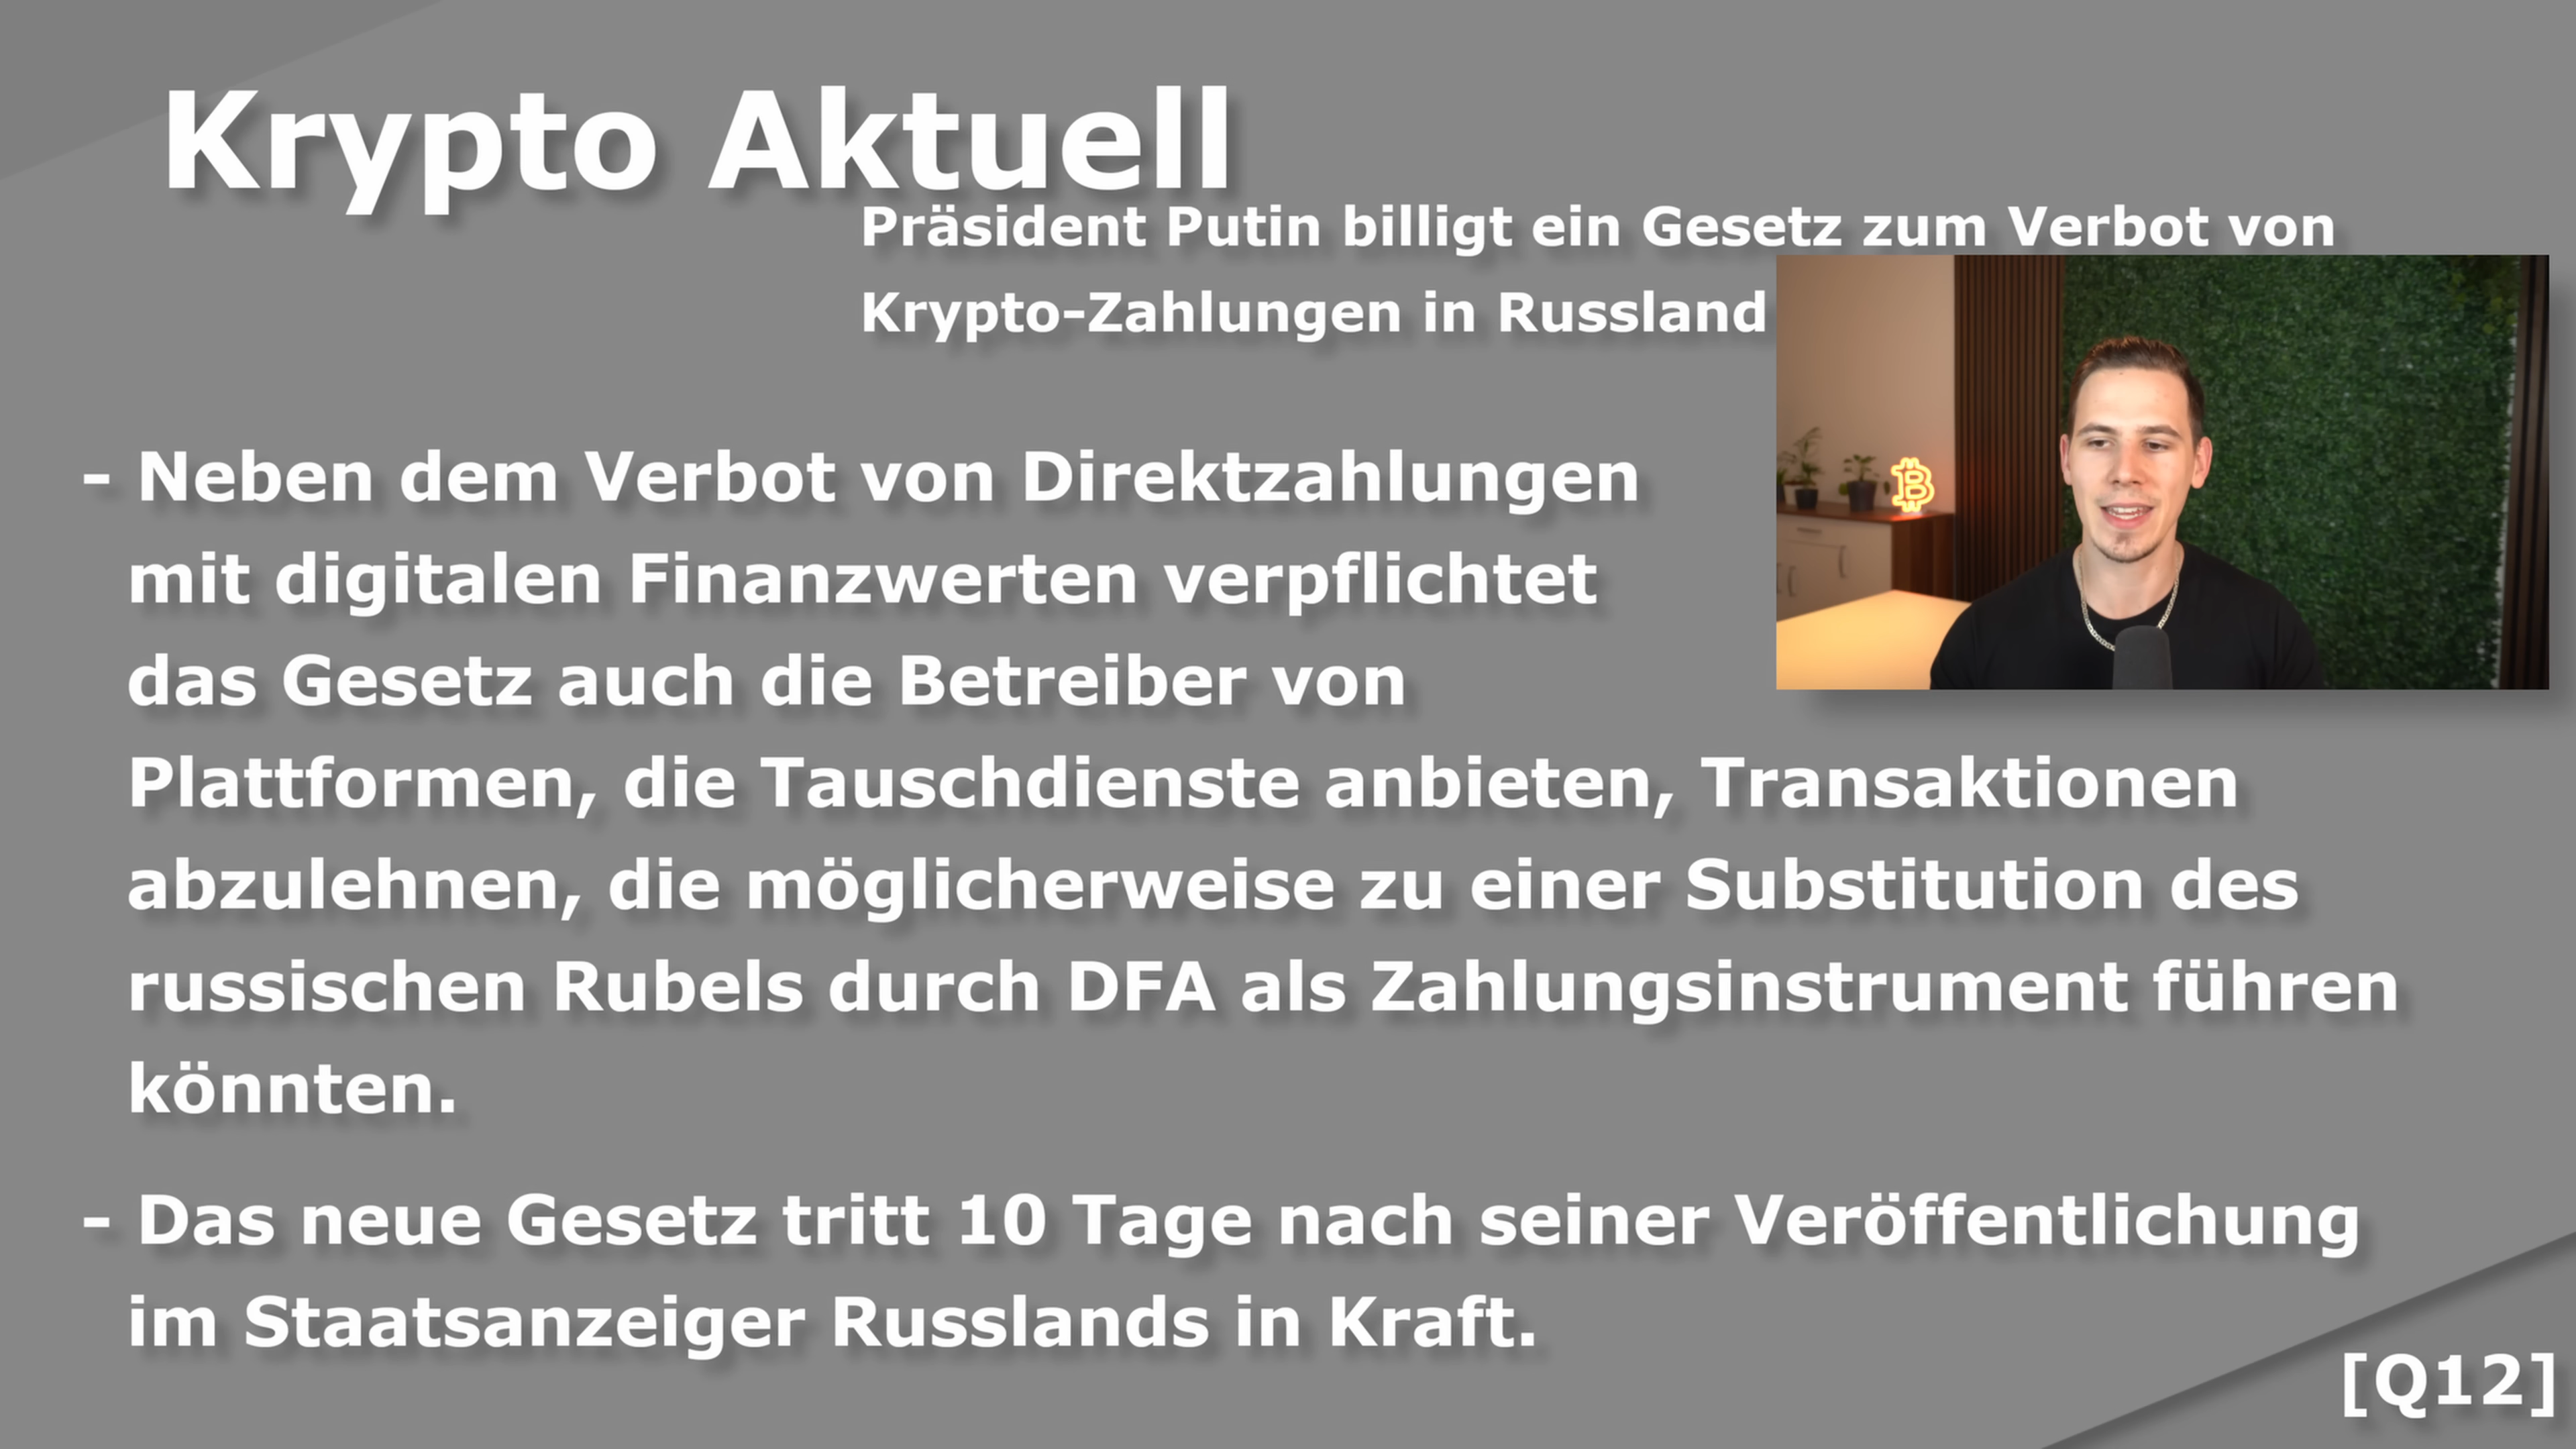 Krypto Aktuell
Präsident Putin billigt ein Gesetz zum Verbot von
Krypto-Zahlungen in Russland
- Neben dem Verbot von Direktzahlungen
mit digitalen Finanzwerten verpflichtet
das Gesetz auch die Betreiber von
Plattformen, die Tauschdienste anbieten, Transaktionen
abzulehnen, die möglicherweise zu einer Substitution des
russischen Rubels durch DFA als Zahlungsinstrument führen
könnten.
- Das neue Gesetz tritt 10 Tage nach seiner Veröffentlichung
im Staatsanzeiger Russlands in Kraft.
[Q12]